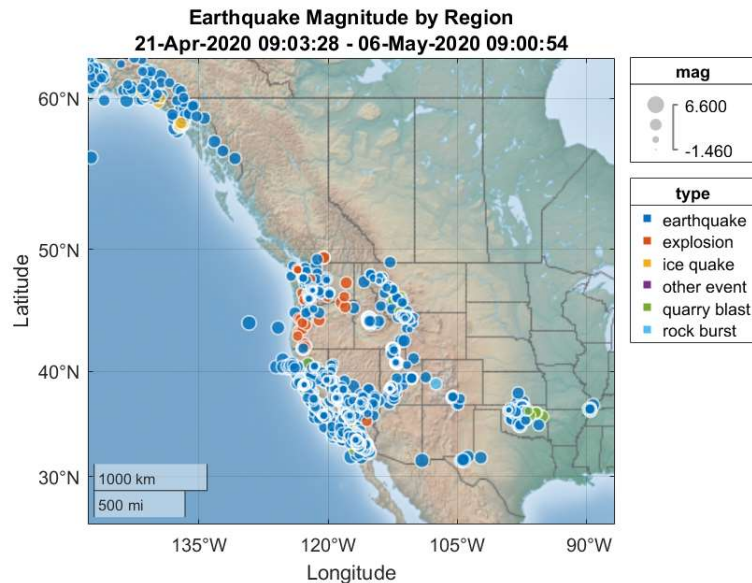 Earthquake Magnitude by Region
21-Apr-2020 09:03:28 - 06-May-2020 09:00:54
mag
6.600
-1.460
type
earthquake
explosion
ice quake
other event
quarry blast
rock burst
60°N
50°N
40°N
30°N
Latitude
1000 km
500 mi
135°W
120°W
105°W
90°W
Longitude